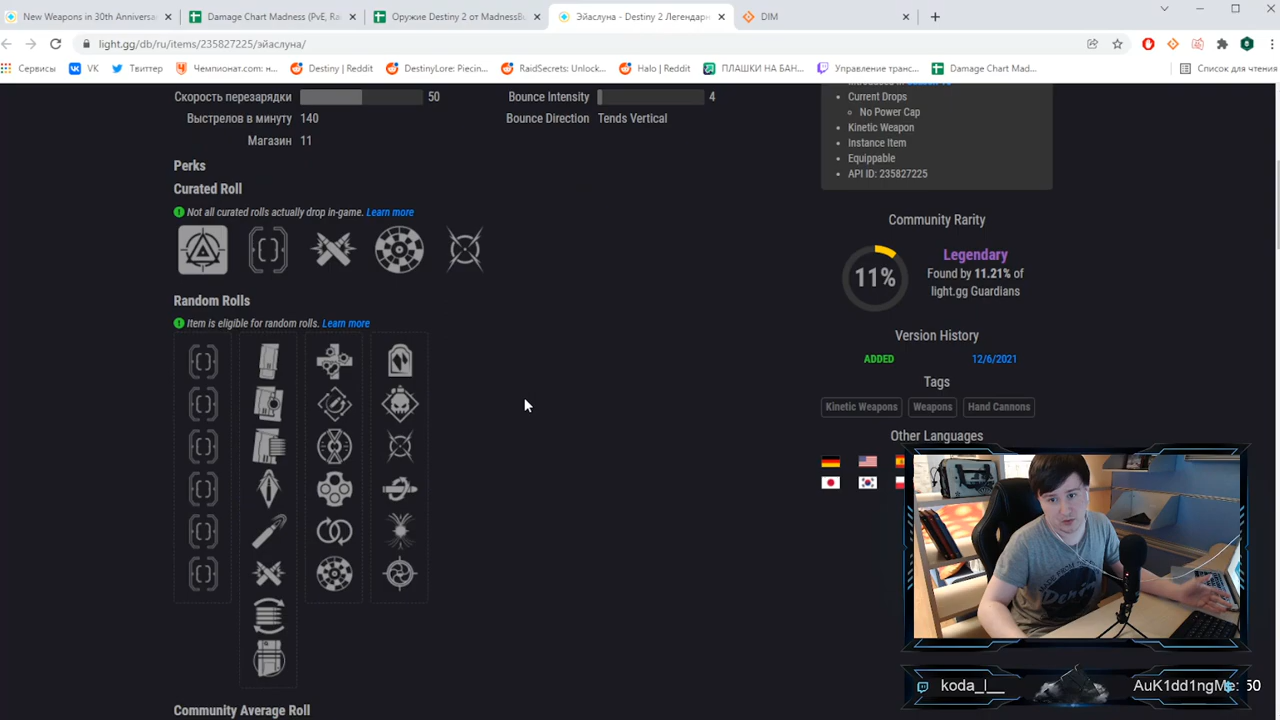 New Weapons in 30th Anniversa
Damage Chart Madness (PvE, Ra
Оружие Destiny 2 от MadnessBu
Эйаслуна - Destiny 2 Легендарн
DIM
light.gg/db/ru/items/235827225/эйаслуна/
Сервисы
VK
Твиттер
Чемпионат.com: н...
Destiny | Reddit
DestinyLore: Piecin...
RaidSecrets: Unlock...
Halo | Reddit
ПЛАШКИ НА БАН...
Управление транс...
Damage Chart Mad...
Список для чтения
Скорость перезарядки 50
Bounce Intensity 4
Выстрелов в минуту 140
Bounce Direction Tends Vertical
Магазин 11
Current Drops
No Power Cap
Kinetic Weapon
Instance Item
Equippable
API ID: 235827225
Perks
Curated Roll
Not all curated rolls actually drop in-game. Learn more
Random Rolls
Item is eligible for random rolls. Learn more
Community Average Roll
Community Rarity
11%
Legendary
Found by 11.21% of
light.gg Guardians
Version History
ADDED 12/6/2021
Tags
Kinetic Weapons Weapons Hand Cannons
Other Languages
koda_l__
AuK1dd1ngMe: 50